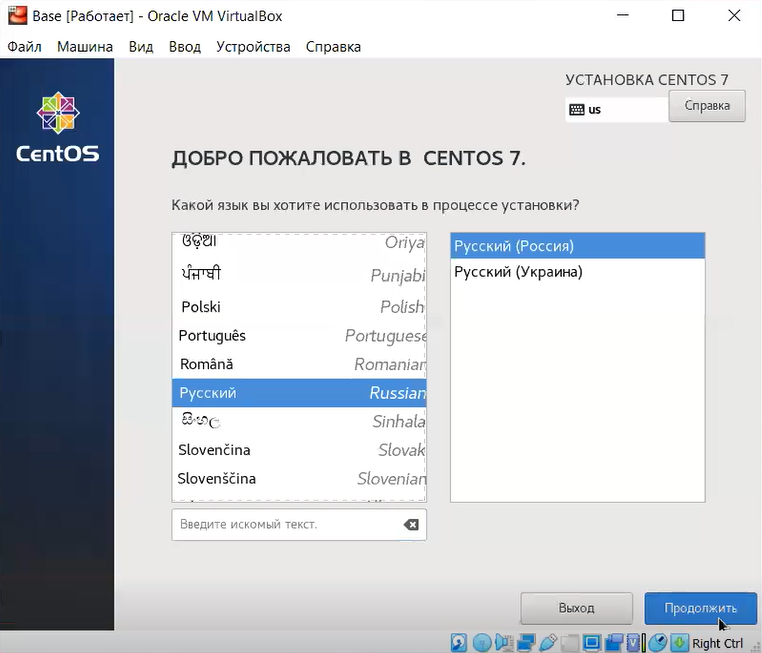 Base [Работает] - Oracle VM VirtualBox
Файл Машина Вид Ввод Устройства Справка
УСТАНОВКА CENTOS 7
us
Справка
CentOS
ДОБРО ПОЖАЛОВАТЬ В CENTOS 7.
Какой язык вы хотите использовать в процессе установки?
ଓଡ଼ିଆ Oriya
ਪੰਜਾਬੀ Punjabi
Polski Polish
Português Portuguese
Română Romanian
Русский Russian
සිංහල Sinhala
Slovenčina Slovak
Slovenščina Slovenian
Русский (Россия)
Русский (Украина)
Введите искомый текст.
Выход
Продолжить
Right Ctrl